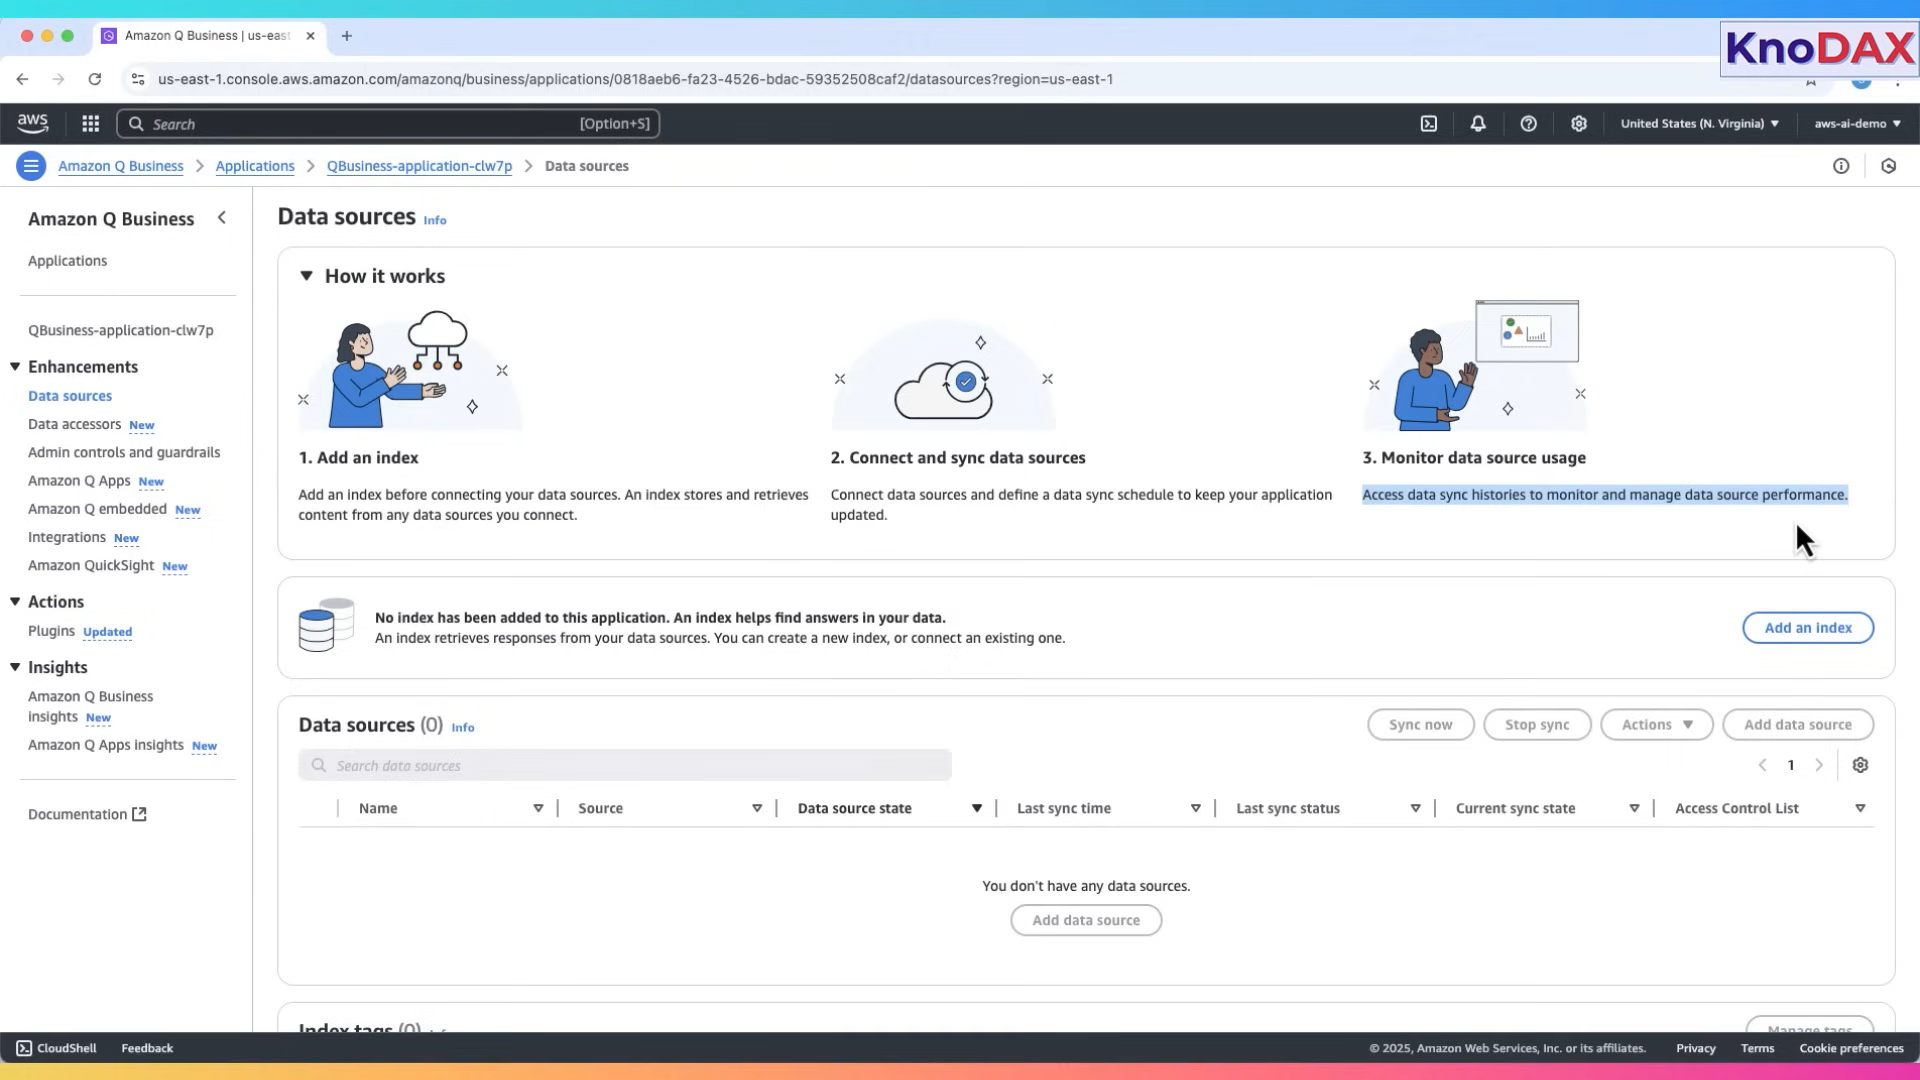 KnoDAX
Amazon Q Business | us-east
us-east-1.console.aws.amazon.com/amazonq/business/applications/0818aeb6-fa23-4526-bdac-59352508caf2/datasources?region=us-east-1
aws
Search [Option+S]
United States (N. Virginia)
aws-ai-demo
Amazon Q Business > Applications > QBusiness-application-clw7p > Data sources
Amazon Q Business
Applications
QBusiness-application-clw7p
Enhancements
Data sources
Data accessors New
Admin controls and guardrails
Amazon Q Apps New
Amazon Q embedded New
Integrations New
Amazon QuickSight New
Actions
Plugins Updated
Insights
Amazon Q Business
insights New
Amazon Q Apps insights New
Documentation
Data sources Info
How it works
1. Add an index
Add an index before connecting your data sources. An index stores and retrieves
content from any data sources you connect.
2. Connect and sync data sources
Connect data sources and define a data sync schedule to keep your application
updated.
3. Monitor data source usage
Access data sync histories to monitor and manage data source performance.
No index has been added to this application. An index helps find answers in your data.
An index retrieves responses from your data sources. You can create a new index, or connect an existing one.
Add an index
Data sources (0) Info
Sync now
Stop sync
Actions
Add data source
Search data sources
1
Name
Source
Data source state
Last sync time
Last sync status
Current sync state
Access Control List
You don't have any data sources.
Add data source
Index tags (0)
Manage tags
CloudShell
Feedback
© 2025, Amazon Web Services, Inc. or its affiliates.
Privacy
Terms
Cookie preferences